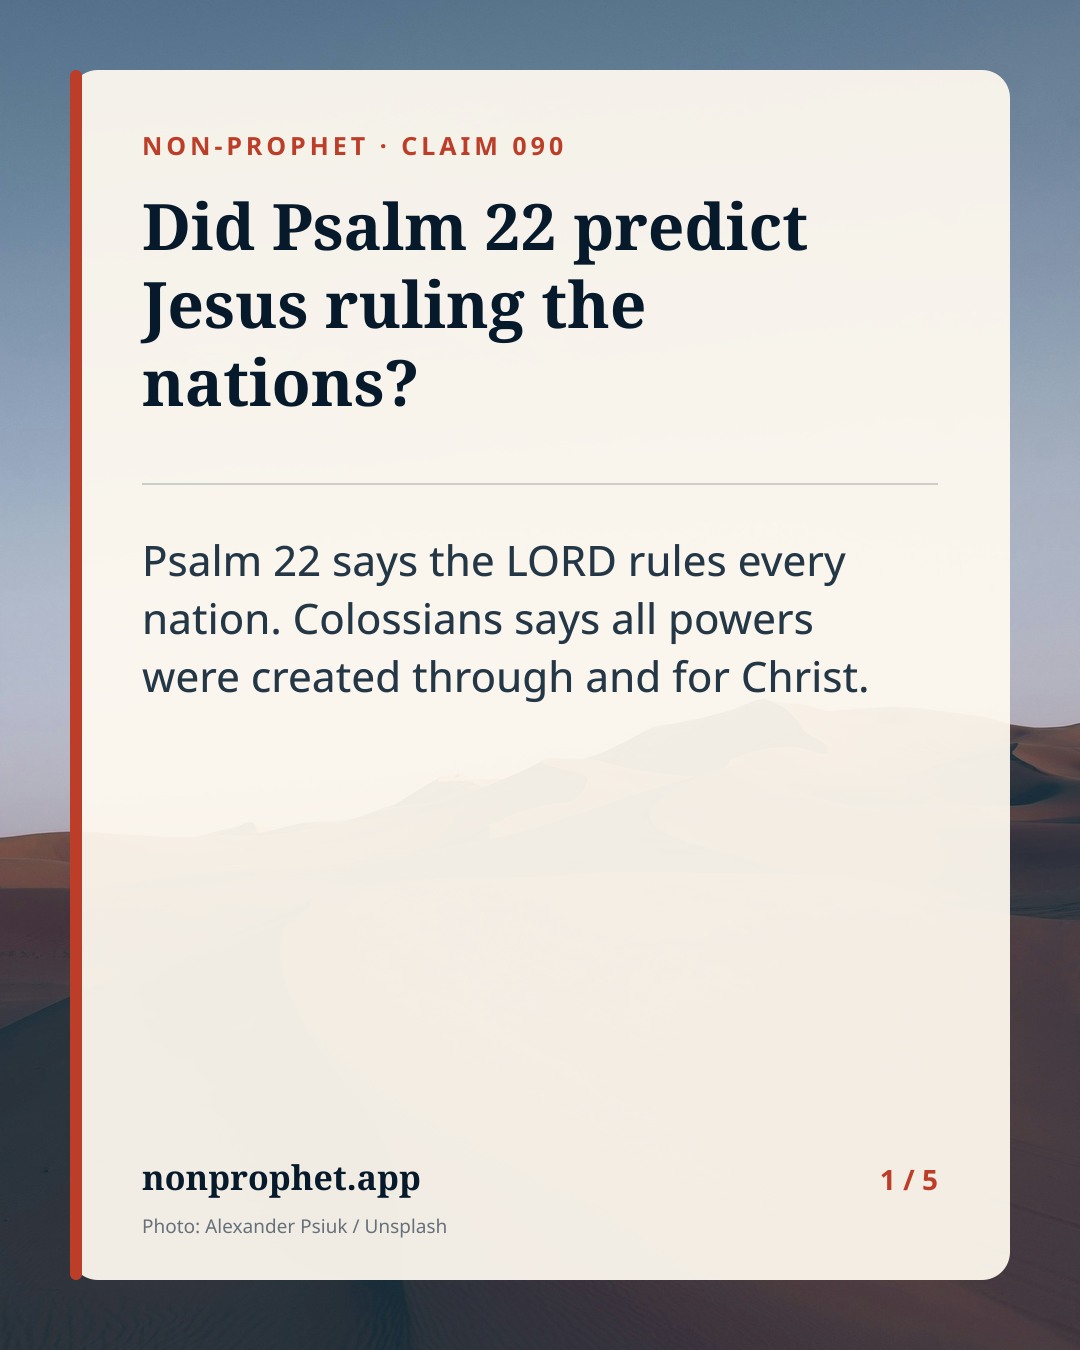 NON-PROPHET · CLAIM 090
Did Psalm 22 predict
Jesus ruling the
nations?
Psalm 22 says the LORD rules every
nation. Colossians says all powers
were created through and for Christ.
nonprophet.app
1 / 5
Photo: Alexander Psiuk / Unsplash